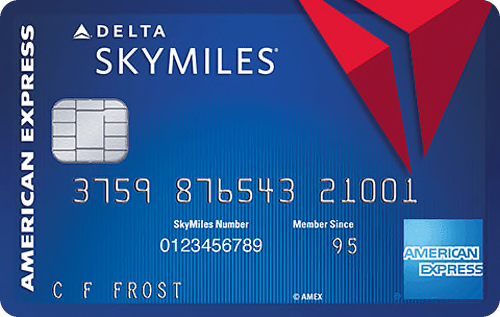 AMERICAN EXPRESS
DELTA
SKYMILES®
3759 876543 21001
SkyMiles Number Member Since
0123456789 95
AMERICAN
EXPRESS
C F FROST
© AMEX